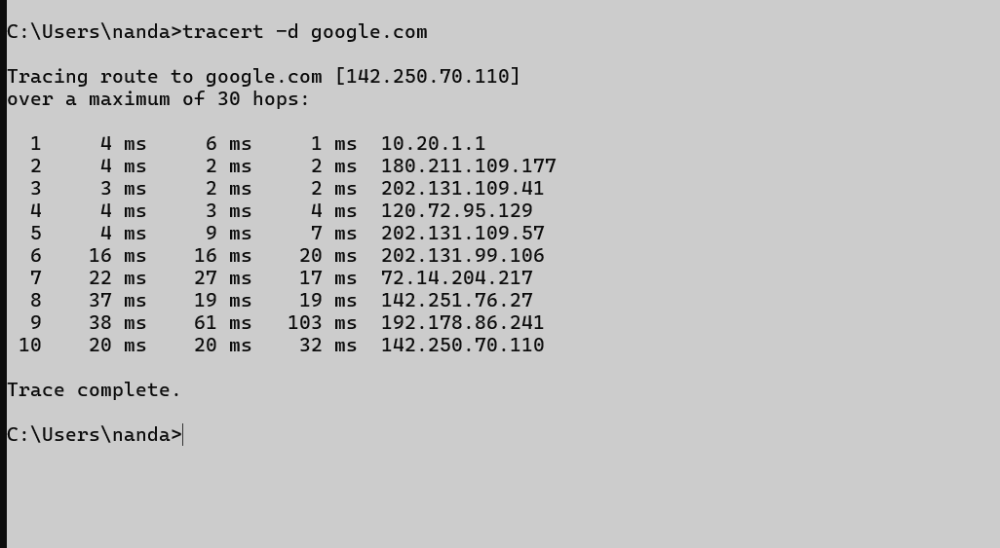 C:\Users\nanda>tracert -d google.com
Tracing route to google.com [142.250.70.110]
over a maximum of 30 hops:
1 4 ms 6 ms 1 ms 10.20.1.1
2 4 ms 2 ms 2 ms 180.211.109.177
3 3 ms 2 ms 2 ms 202.131.109.41
4 4 ms 3 ms 4 ms 120.72.95.129
5 4 ms 9 ms 7 ms 202.131.109.57
6 16 ms 16 ms 20 ms 202.131.99.106
7 22 ms 27 ms 17 ms 72.14.204.217
8 37 ms 19 ms 19 ms 142.251.76.27
9 38 ms 61 ms 103 ms 192.178.86.241
10 20 ms 20 ms 32 ms 142.250.70.110
Trace complete.
C:\Users\nanda>